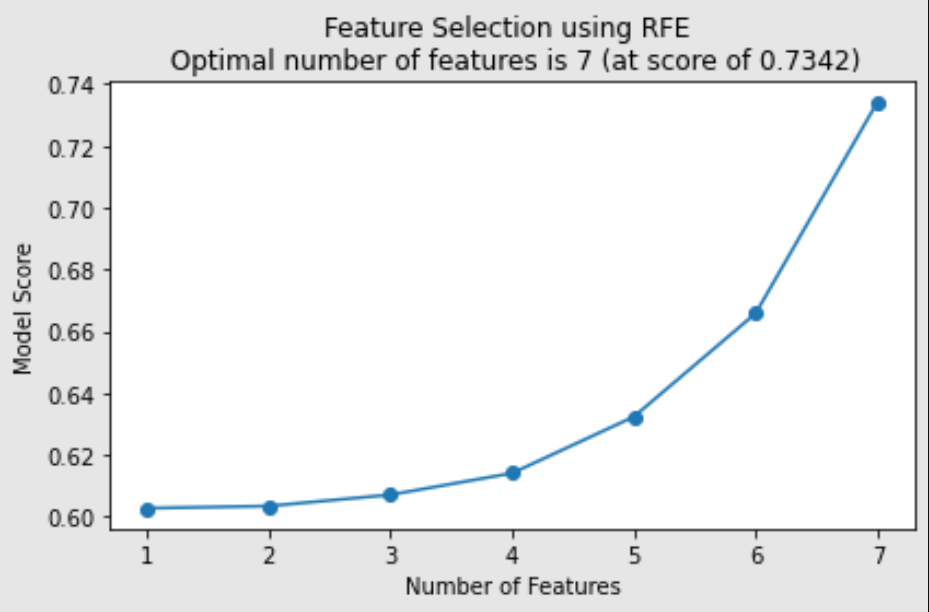 Feature Selection using RFE
Optimal number of features is 7 (at score of 0.7342)
0.74
0.72
0.70
0.68
0.66
0.64
0.62
0.60
Model Score
1 2 3 4 5 6 7
Number of Features